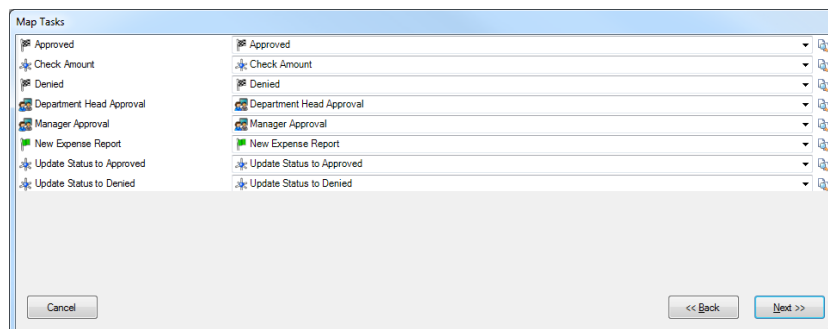 Map Tasks
Approved Approved
Check Amount Check Amount
Denied Denied
Department Head Approval Department Head Approval
Manager Approval Manager Approval
New Expense Report New Expense Report
Update Status to Approved Update Status to Approved
Update Status to Denied Update Status to Denied
Cancel << Back Next >>